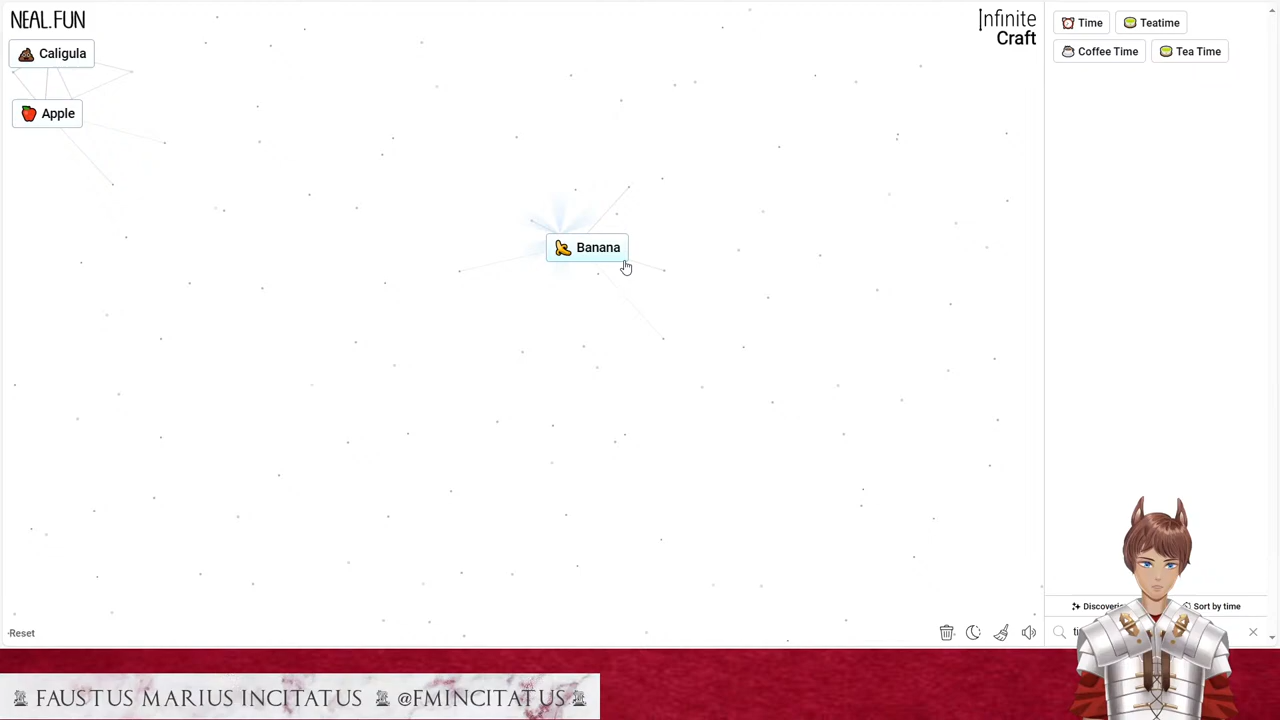 NEAL.FUN
Infinite
Craft
Caligula
Apple
Banana
Time
Teatime
Coffee Time
Tea Time
Reset
Sort by time
FAUSTUS MARIUS INCITATUS @FMINCITATUS